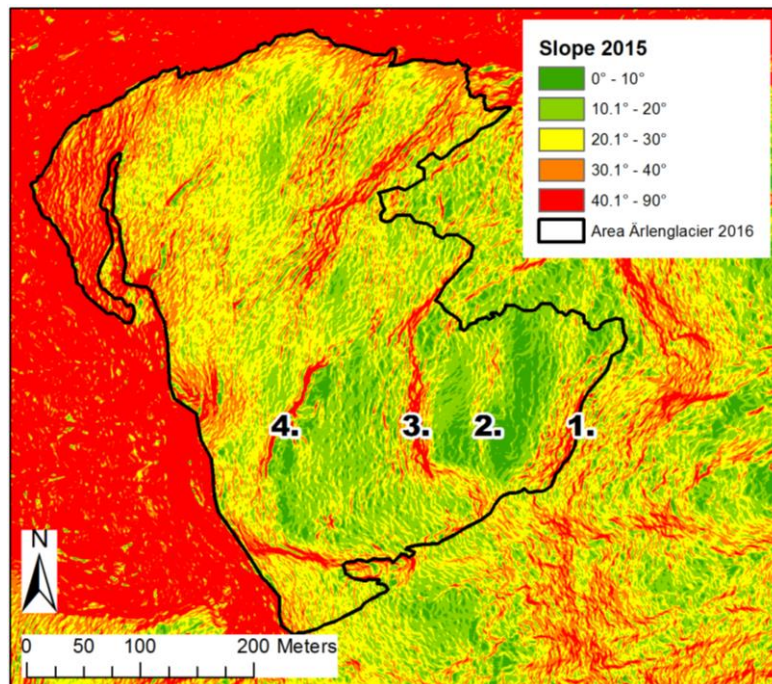 Slope 2015
0° - 10°
10.1° - 20°
20.1° - 30°
30.1° - 40°
40.1° - 90°
Area Ärlenglacier 2016
4. 3. 2. 1.
N
0 50 100 200 Meters